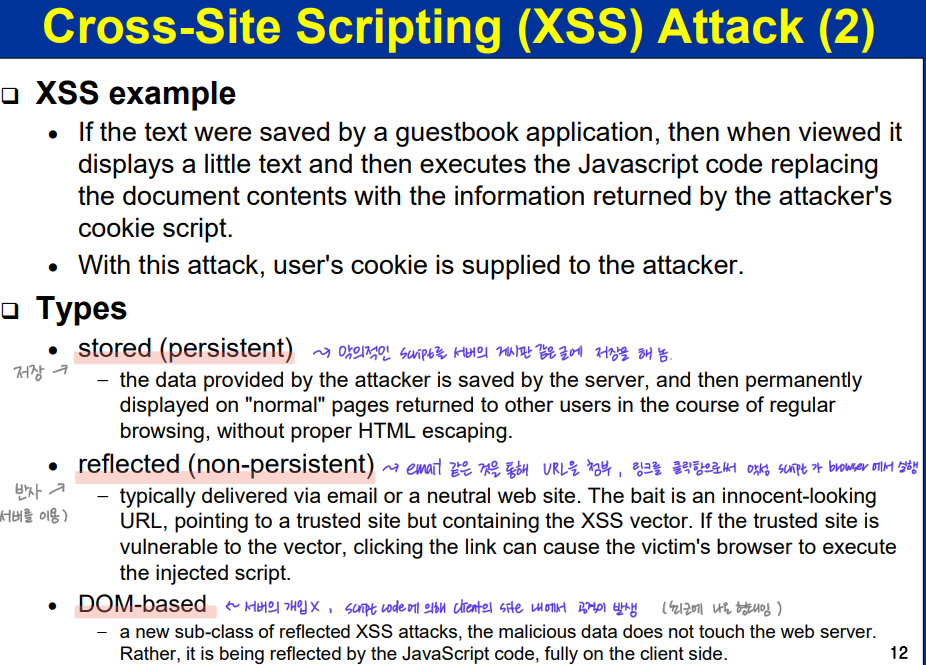 Cross-Site Scripting (XSS) Attack (2)
❑ XSS example
• If the text were saved by a guestbook application, then when viewed it
displays a little text and then executes the Javascript code replacing
the document contents with the information returned by the attacker's
cookie script.
• With this attack, user's cookie is supplied to the attacker.
❑ Types
• stored (persistent) ↝ 악의적인 script를 서버의 게시판 같은 곳에 저장을 해 놈.
저장 →
– the data provided by the attacker is saved by the server, and then permanently
displayed on "normal" pages returned to other users in the course of regular
browsing, without proper HTML escaping.
• reflected (non-persistent) ↝ email 같은 것을 통해 URL을 첨부, 링크를 클릭함으로써 악성 script가 browser에서 실행
반사 →
서버를 이용)
– typically delivered via email or a neutral web site. The bait is an innocent-looking
URL, pointing to a trusted site but containing the XSS vector. If the trusted site is
vulnerable to the vector, clicking the link can cause the victim's browser to execute
the injected script.
• DOM-based ← 서버의 개입 X, script code에 의해 client의 site 내에서 공격이 발생 (최근에 나온 형태임)
– a new sub-class of reflected XSS attacks, the malicious data does not touch the web server.
Rather, it is being reflected by the JavaScript code, fully on the client side.
12